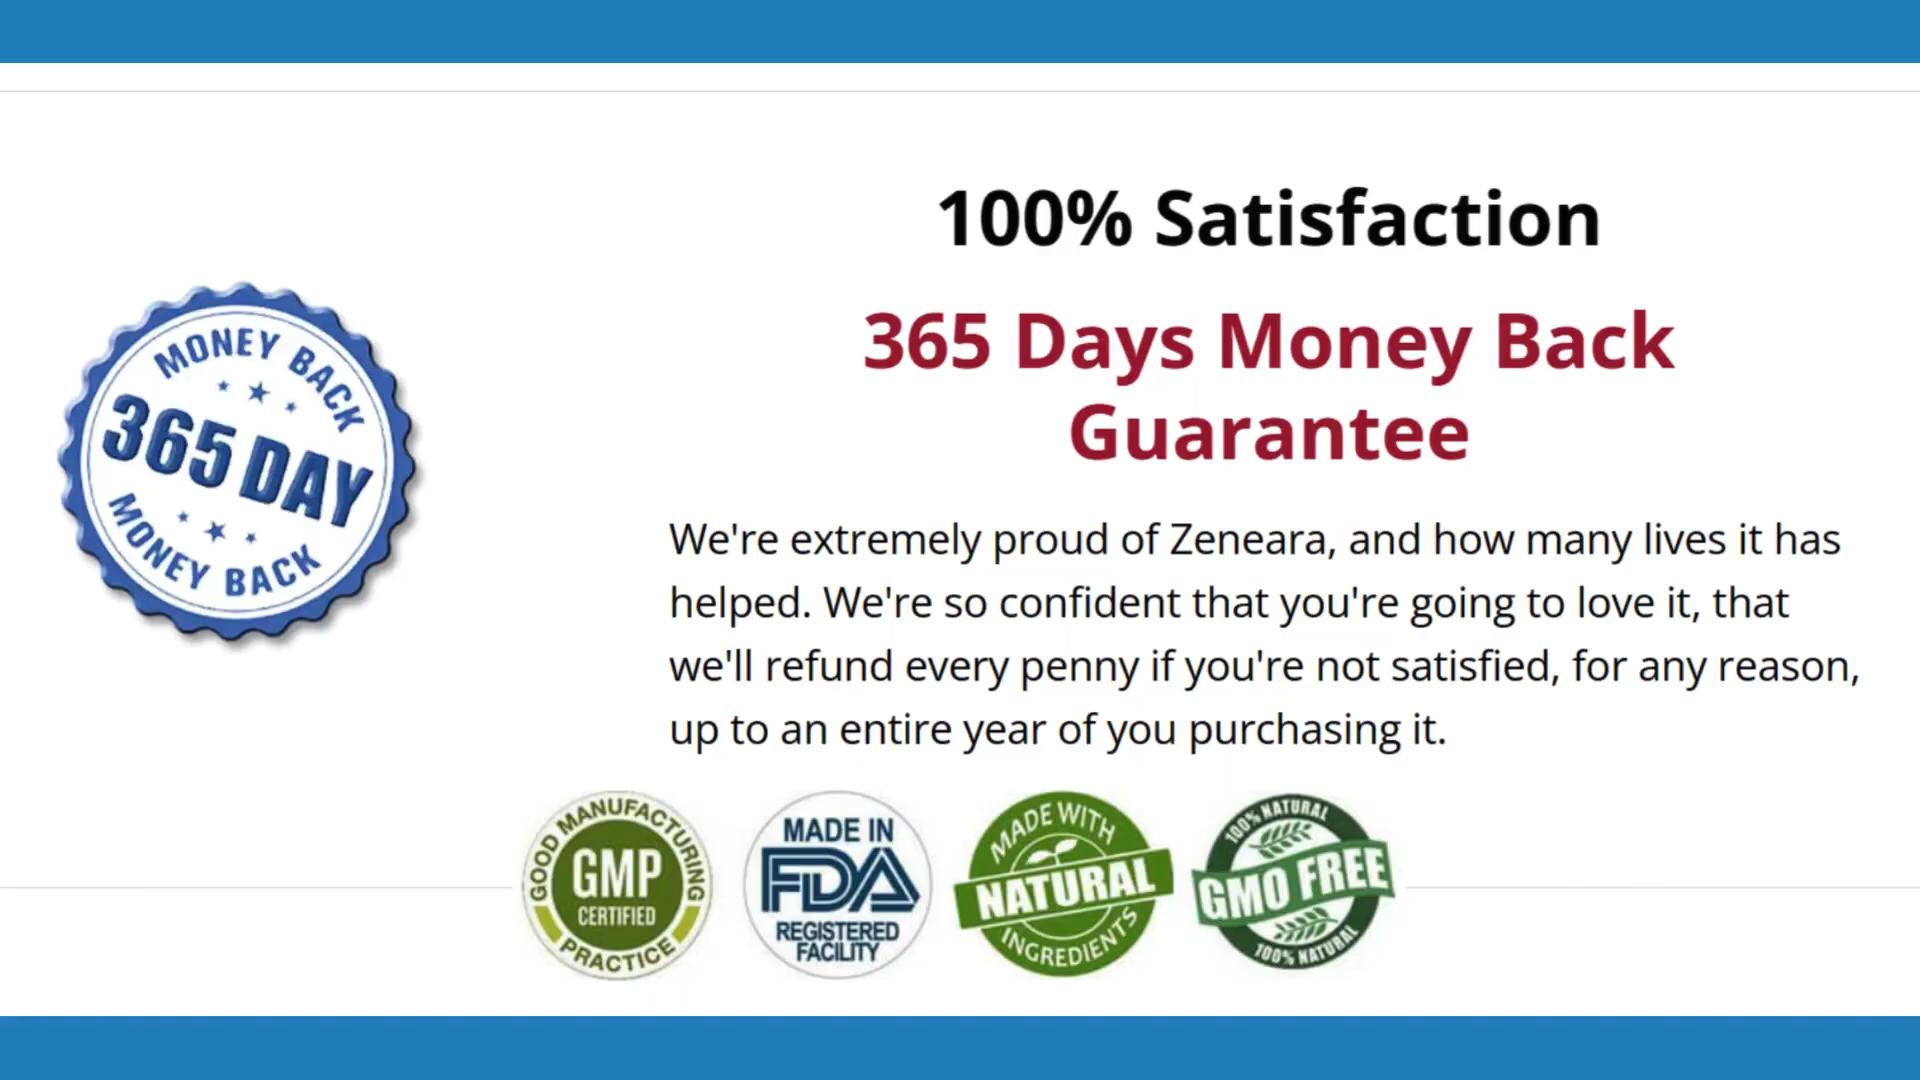 100% Satisfaction
365 Days Money Back
Guarantee
MONEY BACK
365 DAY
MONEY BACK
We're extremely proud of Zeneara, and how many lives it has
helped. We're so confident that you're going to love it, that
we'll refund every penny if you're not satisfied, for any reason,
up to an entire year of you purchasing it.
GOOD MANUFACTURING
GMP
CERTIFIED
PRACTICE
MADE IN
FDA
REGISTERED
FACILITY
MADE WITH
NATURAL
INGREDIENTS
100% NATURAL
GMO FREE
100% NATURAL